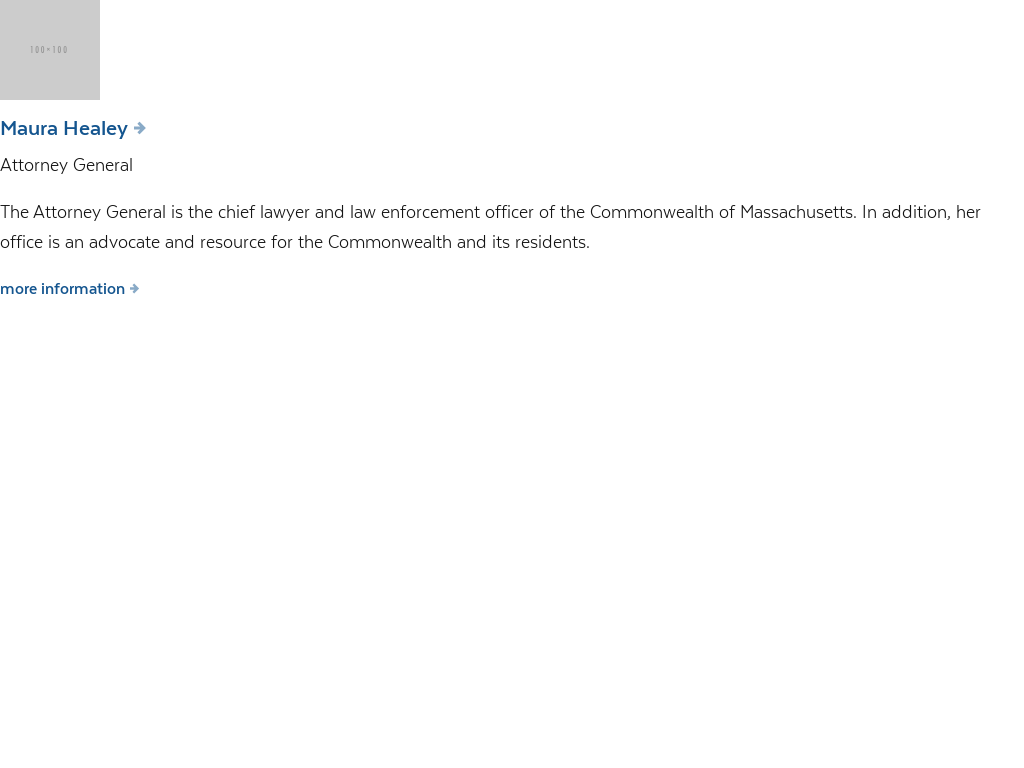 100×100
Maura Healey
Attorney General
The Attorney General is the chief lawyer and law enforcement officer of the Commonwealth of Massachusetts. In addition, her
office is an advocate and resource for the Commonwealth and its residents.
more information